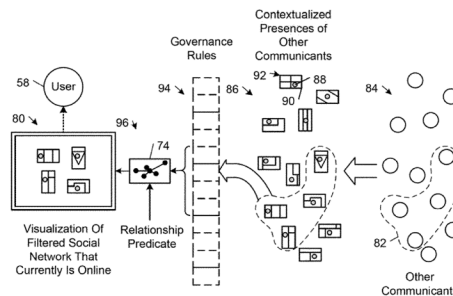 Contextualized
Presences of
Other
Communicants
Governance
Rules
58
User
80
96
94
86
92
88
90
84
74
82
Visualization Of
Filtered Social
Network That
Currently Is Online
Relationship
Predicate
Other
Communicant